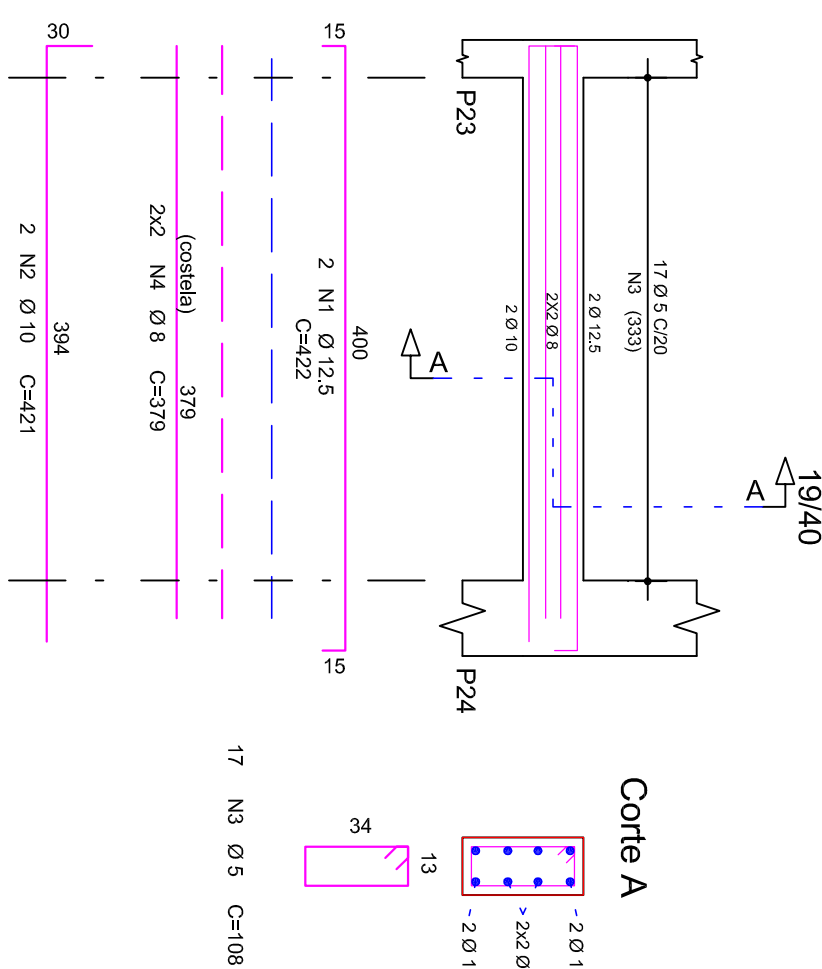 19/40
A
A
17 Ø 5 C/20
N3 (333)
2 Ø 12.5
2X2 Ø 8
2 Ø 10
P23
P24
15
400
15
2 N1 Ø 12.5
C=422
(costela)
379
2x2 N4 Ø 8 C=379
30
394
2 N2 Ø 10 C=421
Corte A
2 Ø 1
2x2 Ø
2 Ø 1
13
34
17 N3 Ø 5 C=108